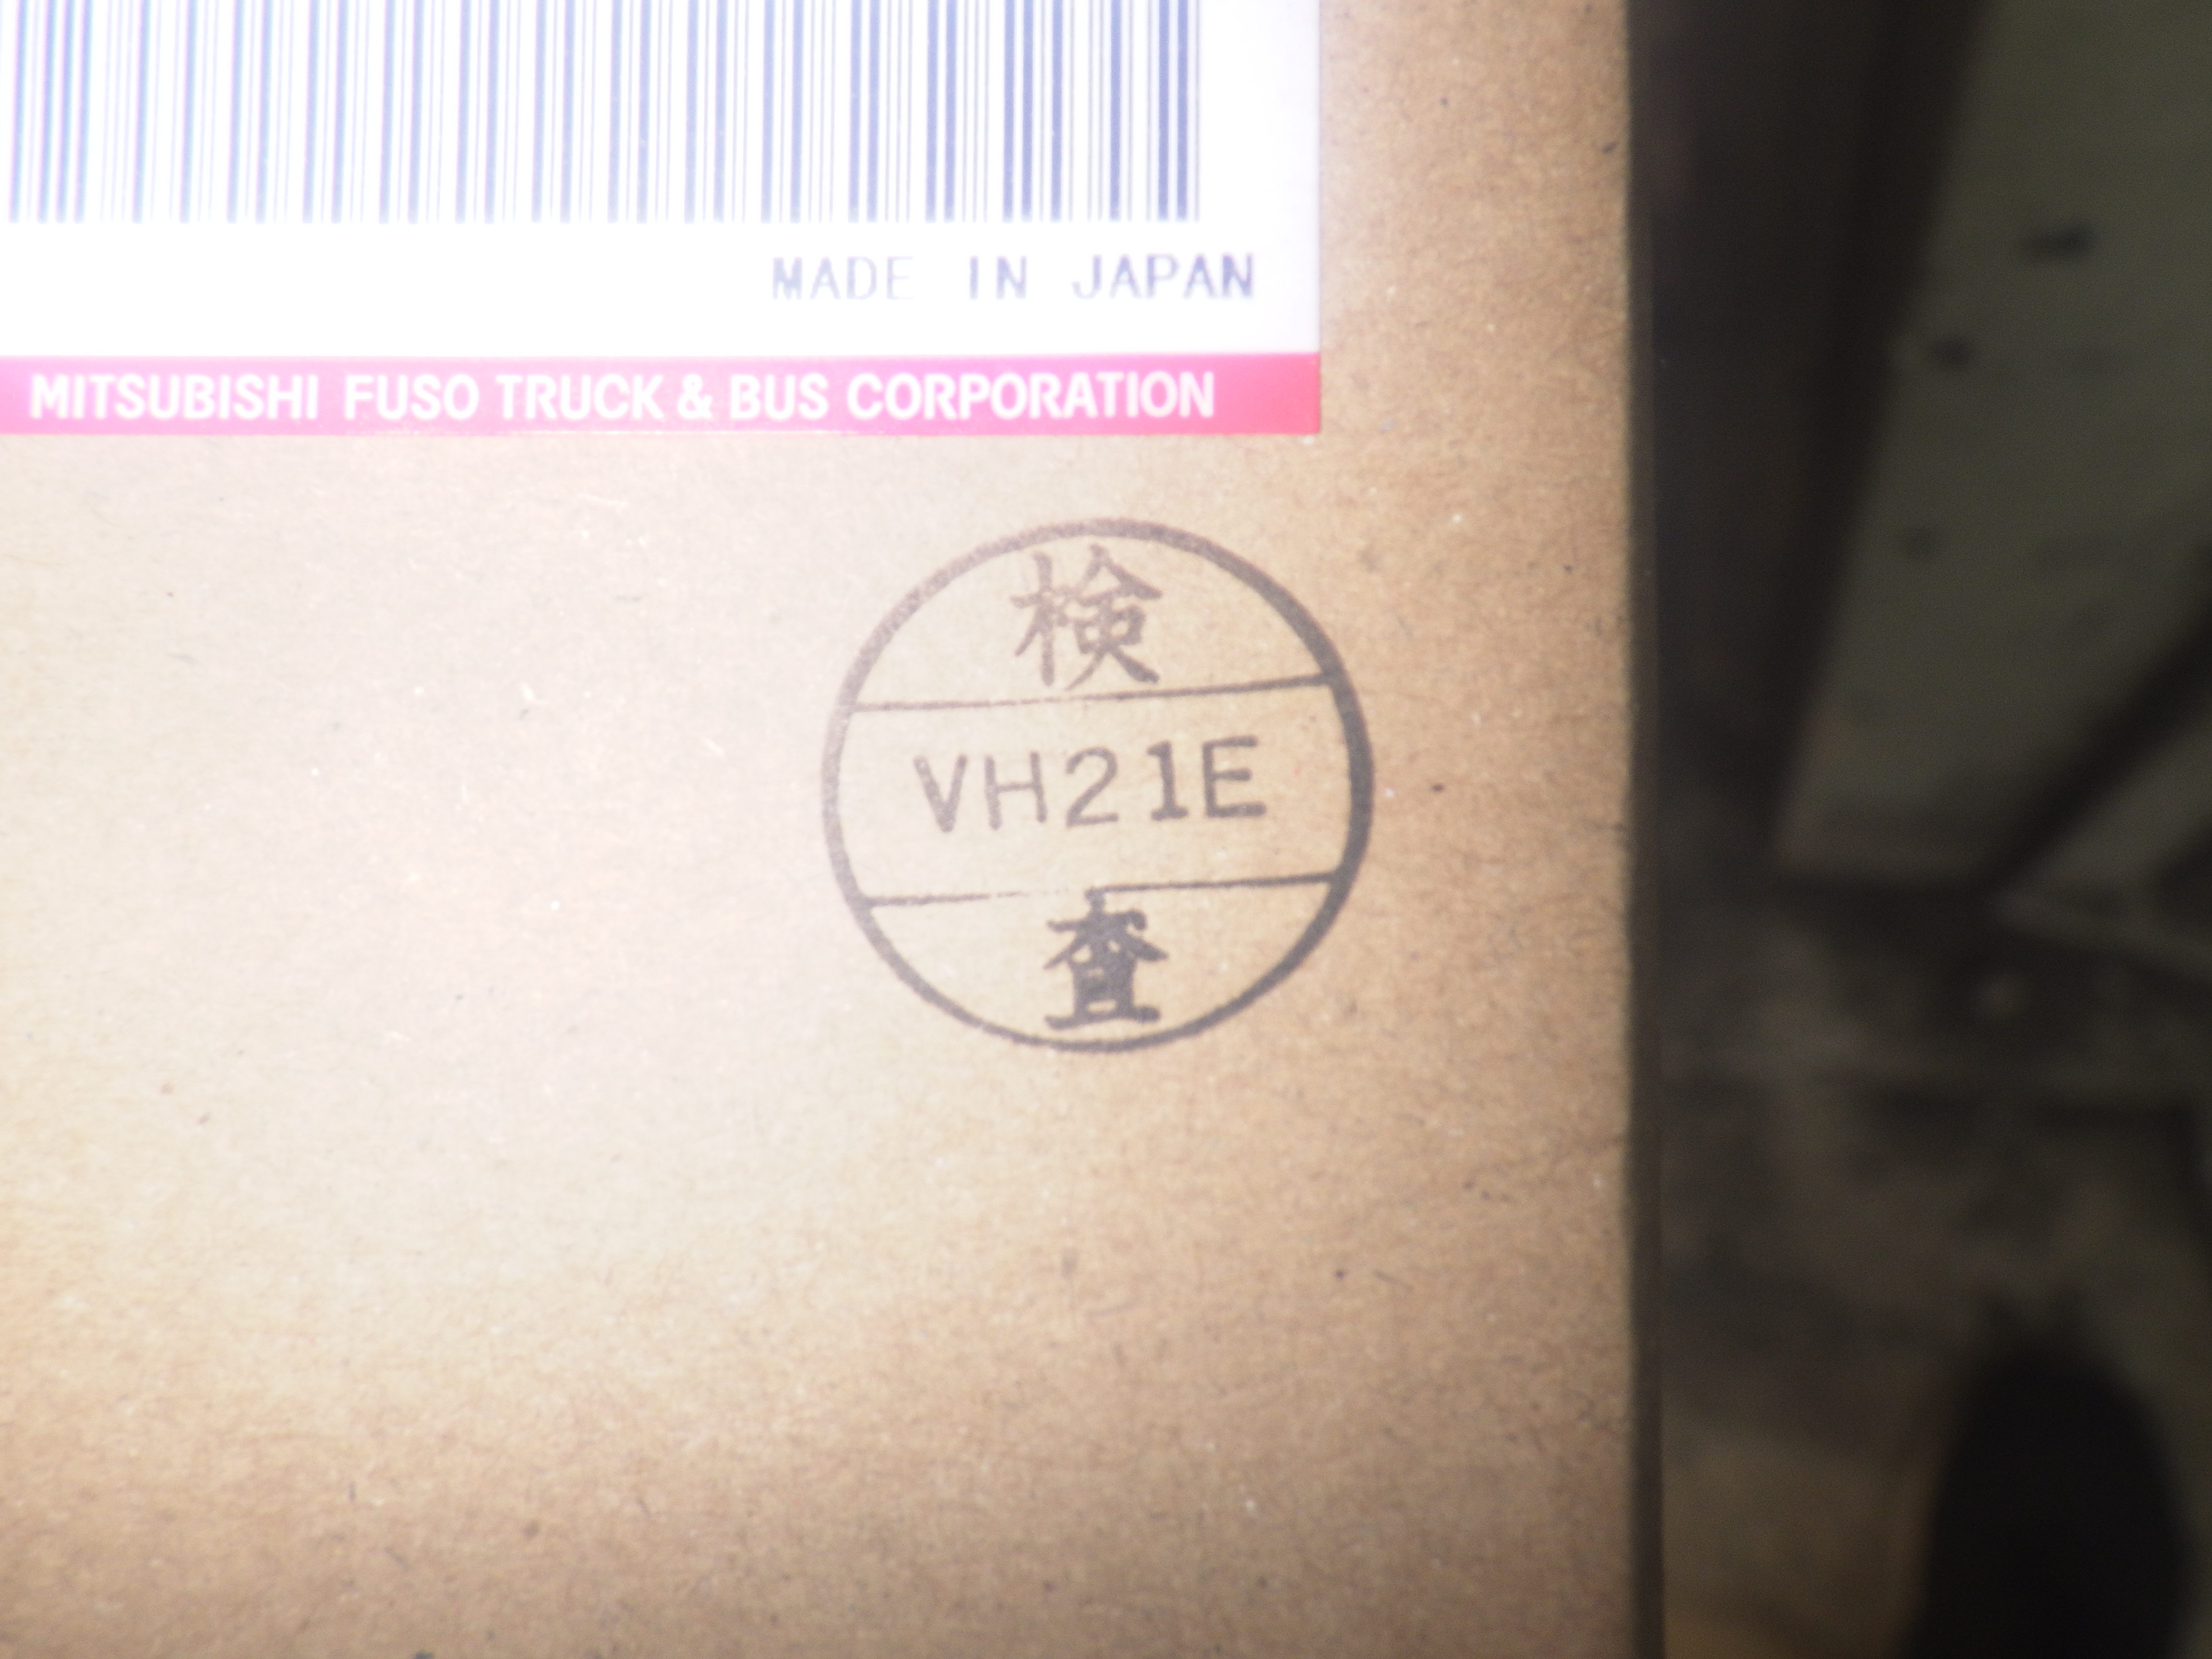 MADE IN JAPAN
MITSUBISHI FUSO TRUCK & BUS CORPORATION
検
VH21E
査